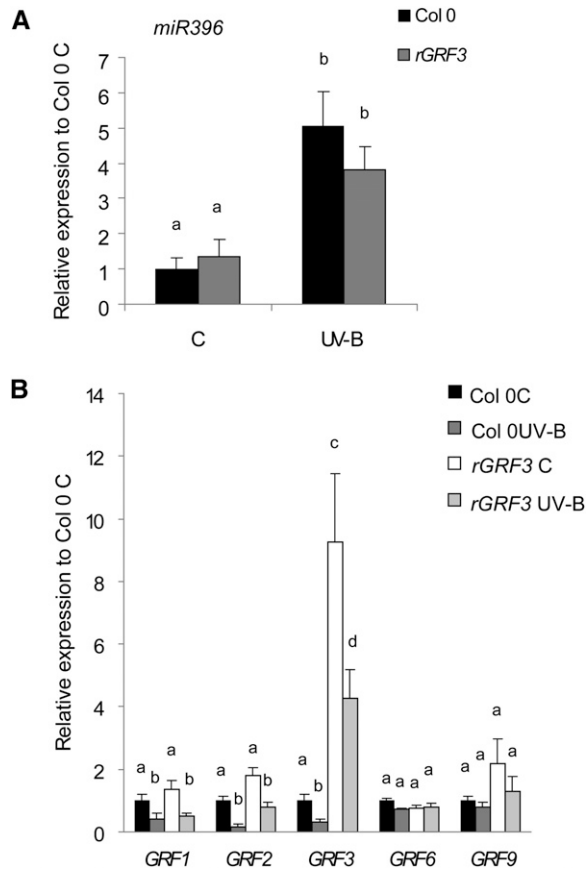 A
miR396
Col 0
rGRF3
Relative expression to Col 0 C
7
6
5
4
3
2
1
0
a
a
b
b
C
UV-B
B
Col 0C
Col 0UV-B
rGRF3 C
rGRF3 UV-B
Relative expression to Col 0 C
14
12
10
8
6
4
2
0
a b a b
a b a b
a b c d
a a a a
a a a a
GRF1 GRF2 GRF3 GRF6 GRF9